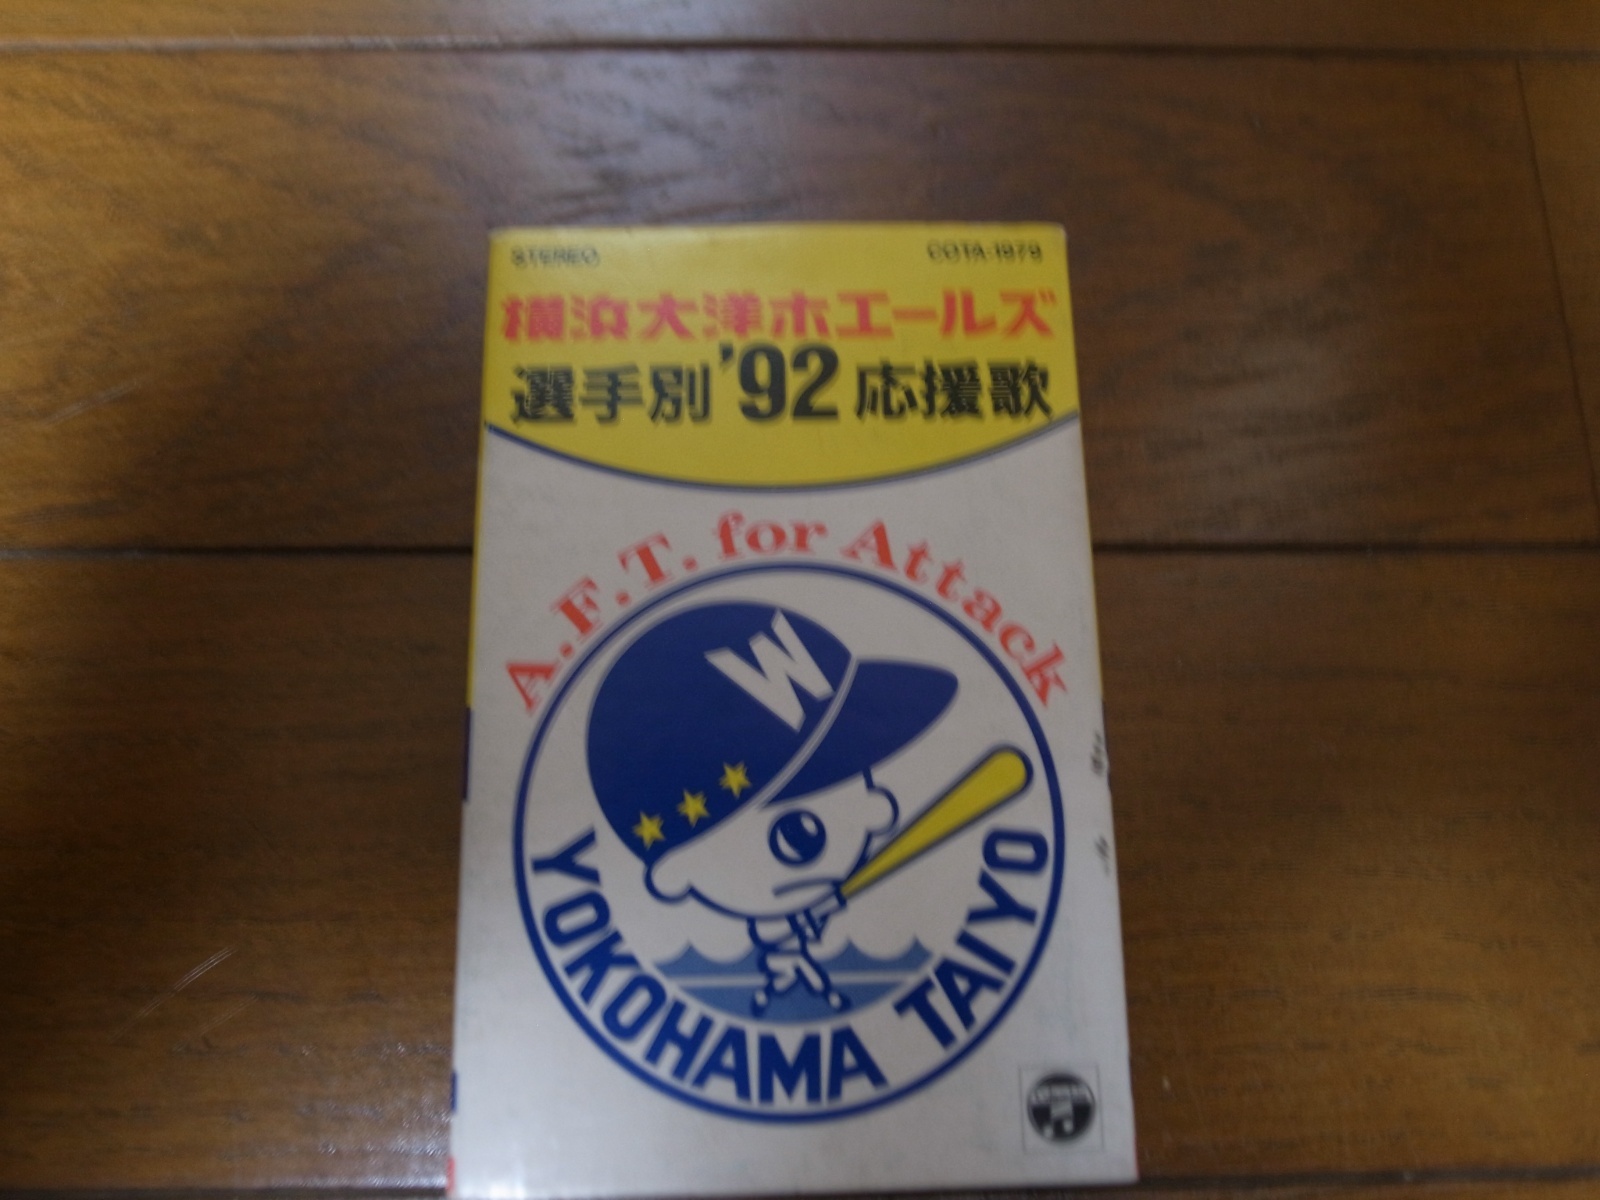 STEREO
COTA-1979
横浜大洋ホエールズ
選手別'92応援歌
A.F.T. for Attack
W
YOKOHAMA TAIYO